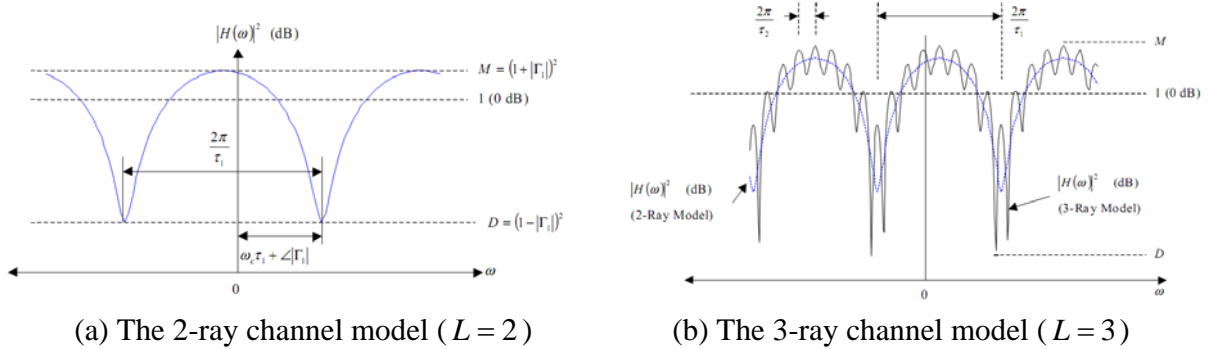 |H(ω)|² (dB)
M = (1+|Γ₁|)²
1 (0 dB)
2π/τ₁
D = (1−|Γ₁|)²
ω_cτ₁ + ∠|Γ₁|
ω
0
(a) The 2-ray channel model ( L = 2 )
2π/τ₂
2π/τ₁
M
1 (0 dB)
|H(ω)|² (dB)
(2-Ray Model)
|H(ω)|² (dB)
(3-Ray Model)
D
ω
0
(b) The 3-ray channel model ( L = 3 )